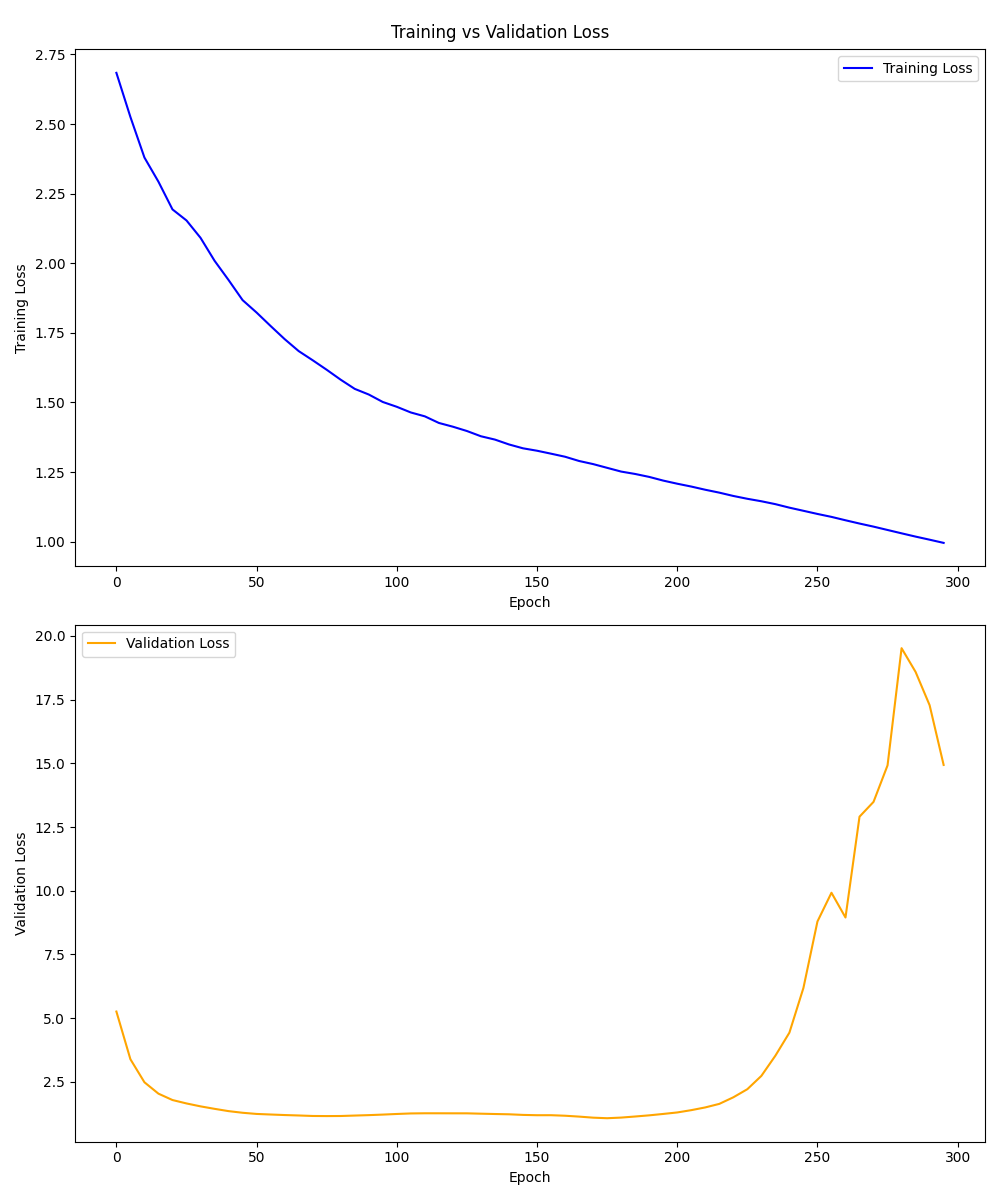 Training vs Validation Loss
2.75
2.50
2.25
2.00
1.75
1.50
1.25
1.00
Training Loss
Training Loss
0 50 100 150 200 250 300
Epoch
20.0
17.5
15.0
12.5
10.0
7.5
5.0
2.5
Validation Loss
Validation Loss
0 50 100 150 200 250 300
Epoch